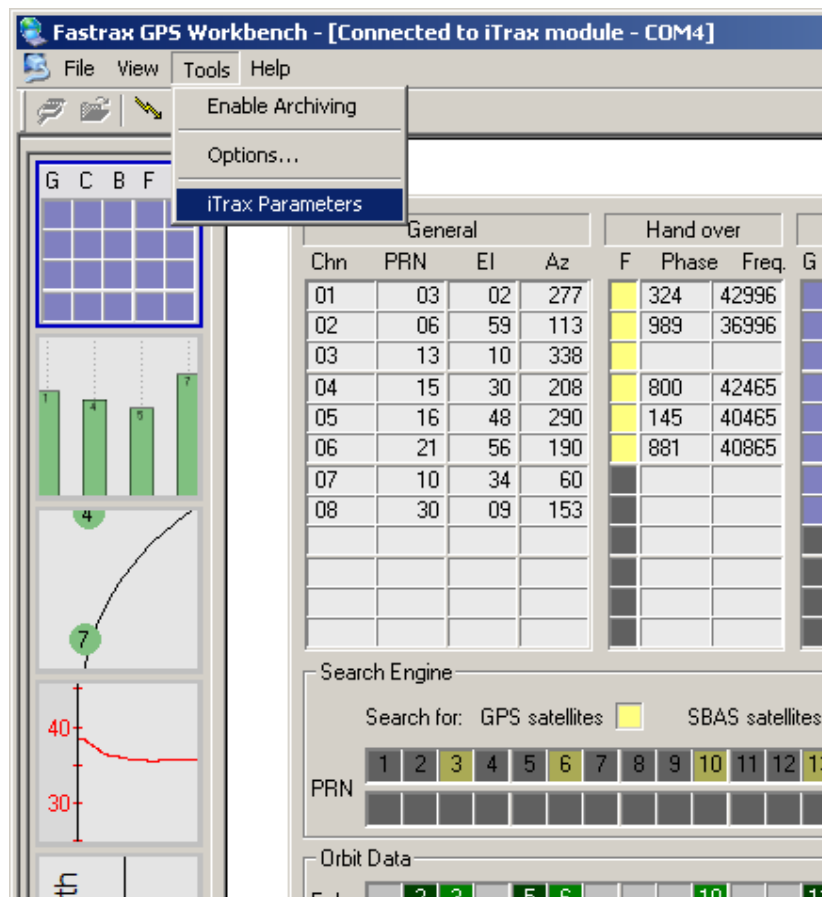 Fastrax GPS Workbench - [Connected to iTrax module - COM4]
File View Tools Help
Enable Archiving
Options...
iTrax Parameters
G C B F
1 4 5 7
4
7
40
30
General Hand over
Chn PRN El Az F Phase Freq. G
01 03 02 277 324 42996
02 06 59 113 989 36996
03 13 10 338
04 15 30 208 800 42465
05 16 48 290 145 40465
06 21 56 190 881 40865
07 10 34 60
08 30 09 153
Search Engine
Search for: GPS satellites SBAS satellites
1 2 3 4 5 6 7 8 9 10 11 12
PRN
Orbit Data
2 3 5 6 10